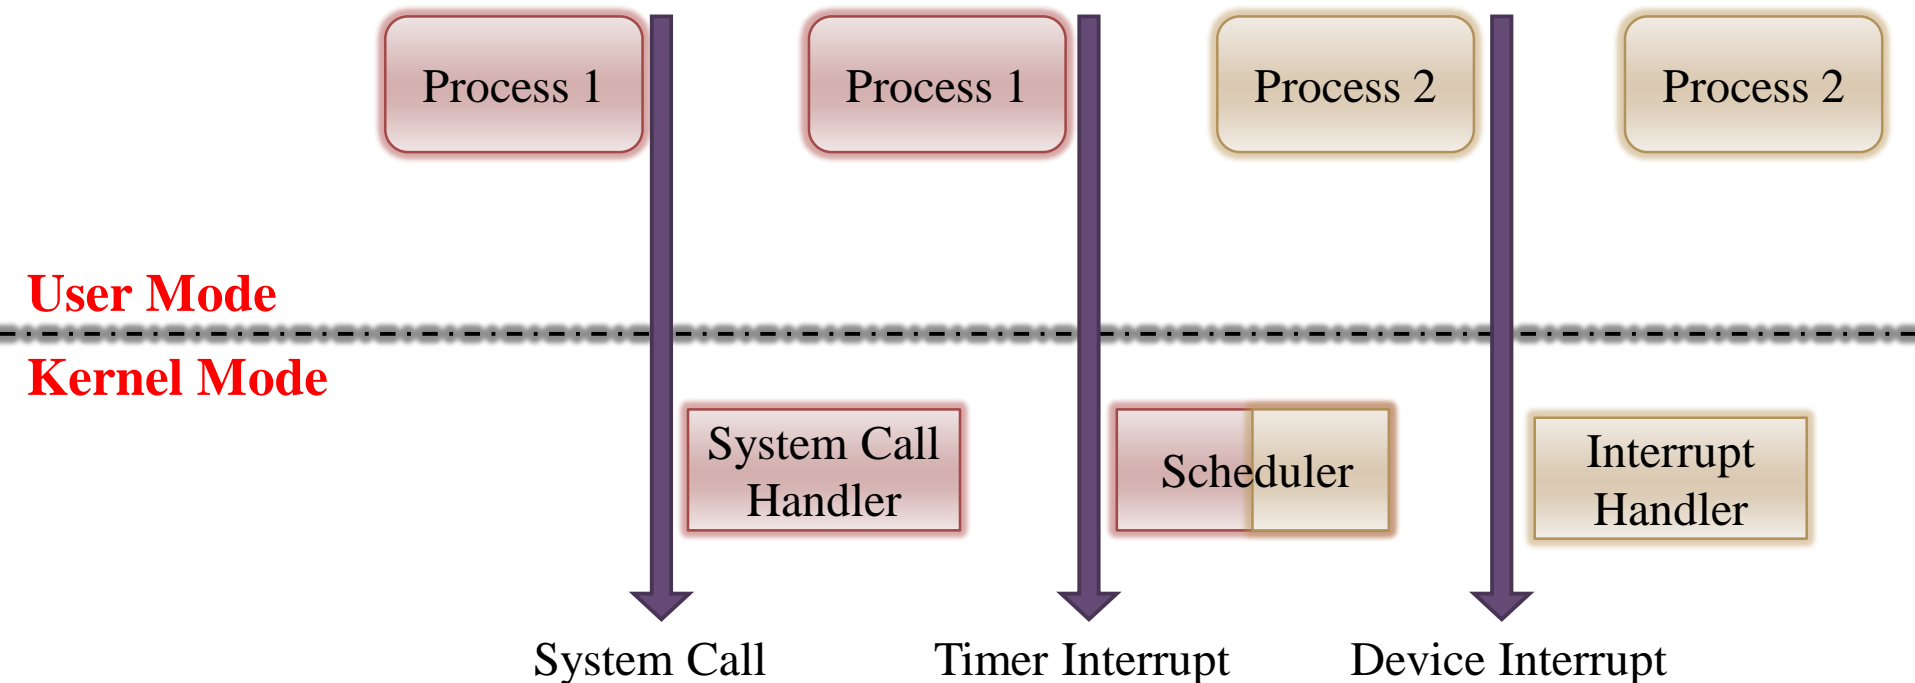 Process 1
Process 1
Process 2
Process 2
User Mode
Kernel Mode
System Call
Handler
Scheduler
Interrupt
Handler
System Call
Timer Interrupt
Device Interrupt